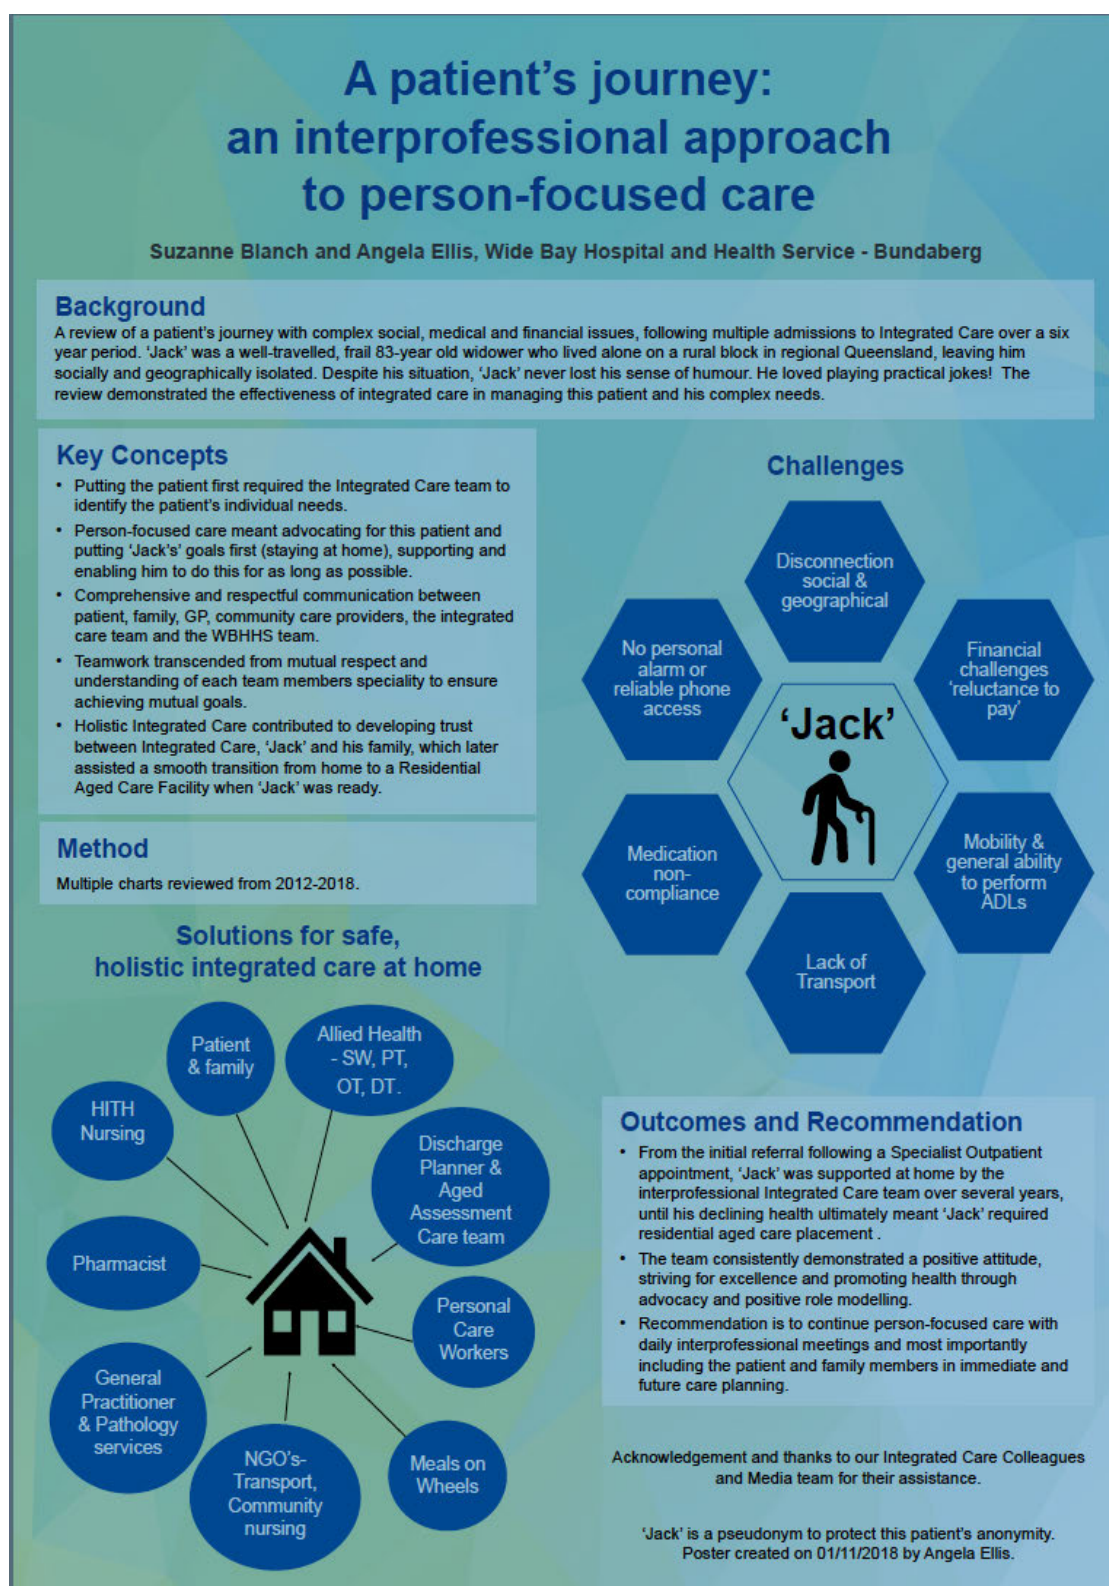 A patient's journey:
an interprofessional approach
to person-focused care
Suzanne Blanch and Angela Ellis, Wide Bay Hospital and Health Service - Bundaberg
Background
A review of a patient's journey with complex social, medical and financial issues, following multiple admissions to Integrated Care over a six
year period. 'Jack' was a well-travelled, frail 83-year old widower who lived alone on a rural block in regional Queensland, leaving him
socially and geographically isolated. Despite his situation, 'Jack' never lost his sense of humour. He loved playing practical jokes! The
review demonstrated the effectiveness of integrated care in managing this patient and his complex needs.
Key Concepts
• Putting the patient first required the Integrated Care team to
identify the patient's individual needs.
• Person-focused care meant advocating for this patient and
putting 'Jack's' goals first (staying at home), supporting and
enabling him to do this for as long as possible.
• Comprehensive and respectful communication between
patient, family, GP, community care providers, the integrated
care team and the WBHHS team.
• Teamwork transcended from mutual respect and
understanding of each team members speciality to ensure
achieving mutual goals.
• Holistic Integrated Care contributed to developing trust
between Integrated Care, 'Jack' and his family, which later
assisted a smooth transition from home to a Residential
Aged Care Facility when 'Jack' was ready.
Method
Multiple charts reviewed from 2012-2018.
Challenges
Disconnection
social &
geographical
No personal
alarm or
reliable phone
access
Financial
challenges
'reluctance to
pay'
'Jack'
Medication
non-
compliance
Mobility &
general ability
to perform
ADLs
Lack of
Transport
Solutions for safe,
holistic integrated care at home
Patient
& family
Allied Health
- SW, PT,
OT, DT.
HITH
Nursing
Discharge
Planner &
Aged
Assessment
Care team
Pharmacist
Personal
Care
Workers
General
Practitioner
& Pathology
services
NGO's-
Transport,
Community
nursing
Meals on
Wheels
Outcomes and Recommendation
• From the initial referral following a Specialist Outpatient
appointment, 'Jack' was supported at home by the
interprofessional Integrated Care team over several years,
until his declining health ultimately meant 'Jack' required
residential aged care placement .
• The team consistently demonstrated a positive attitude,
striving for excellence and promoting health through
advocacy and positive role modelling.
• Recommendation is to continue person-focused care with
daily interprofessional meetings and most importantly
including the patient and family members in immediate and
future care planning.
Acknowledgement and thanks to our Integrated Care Colleagues
and Media team for their assistance.
'Jack' is a pseudonym to protect this patient's anonymity.
Poster created on 01/11/2018 by Angela Ellis.